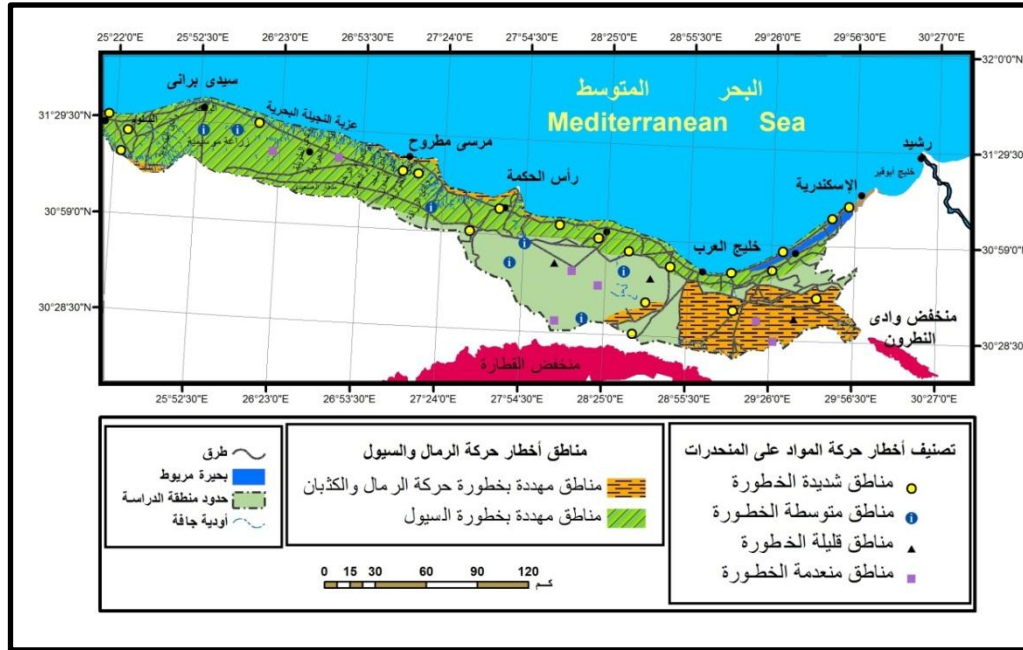 25°22'0"E 25°52'30"E 26°23'0"E 26°53'30"E 27°24'0"E 27°54'30"E 28°25'0"E 28°55'30"E 29°26'0"E 29°56'30"E 30°27'0"E
32°0'0"N
31°29'30"N
30°59'0"N
30°28'30"N
31°29'30"N
30°59'0"N
30°28'30"N
البحر المتوسط
Mediterranean Sea
سيدى برانى
السلوم
زراعة موسمية
عزبة النجيلة البحرية
مرسى مطروح
رأس الحكمة
خليج العرب
الإسكندرية
خليج أبوقير
رشيد
منخفض وادى
النطرون
منخفض القطارة
25°52'30"E 26°23'0"E 26°53'30"E 27°24'0"E 27°54'30"E 28°25'0"E 28°55'30"E 29°26'0"E 29°56'30"E 30°27'0"E
تصنيف أخطار حركة المواد على المنحدرات
مناطق شديدة الخطورة
مناطق متوسطة الخطورة
مناطق قليلة الخطورة
مناطق منعدمة الخطورة
مناطق أخطار حركة الرمال والسيول
مناطق مهددة بخطورة حركة الرمال والكثبان
مناطق مهددة بخطورة السيول
طرق
بحيرة مريوط
حدود منطقة الدراسة
أودية جافة
0 15 30 60 90 120
كم